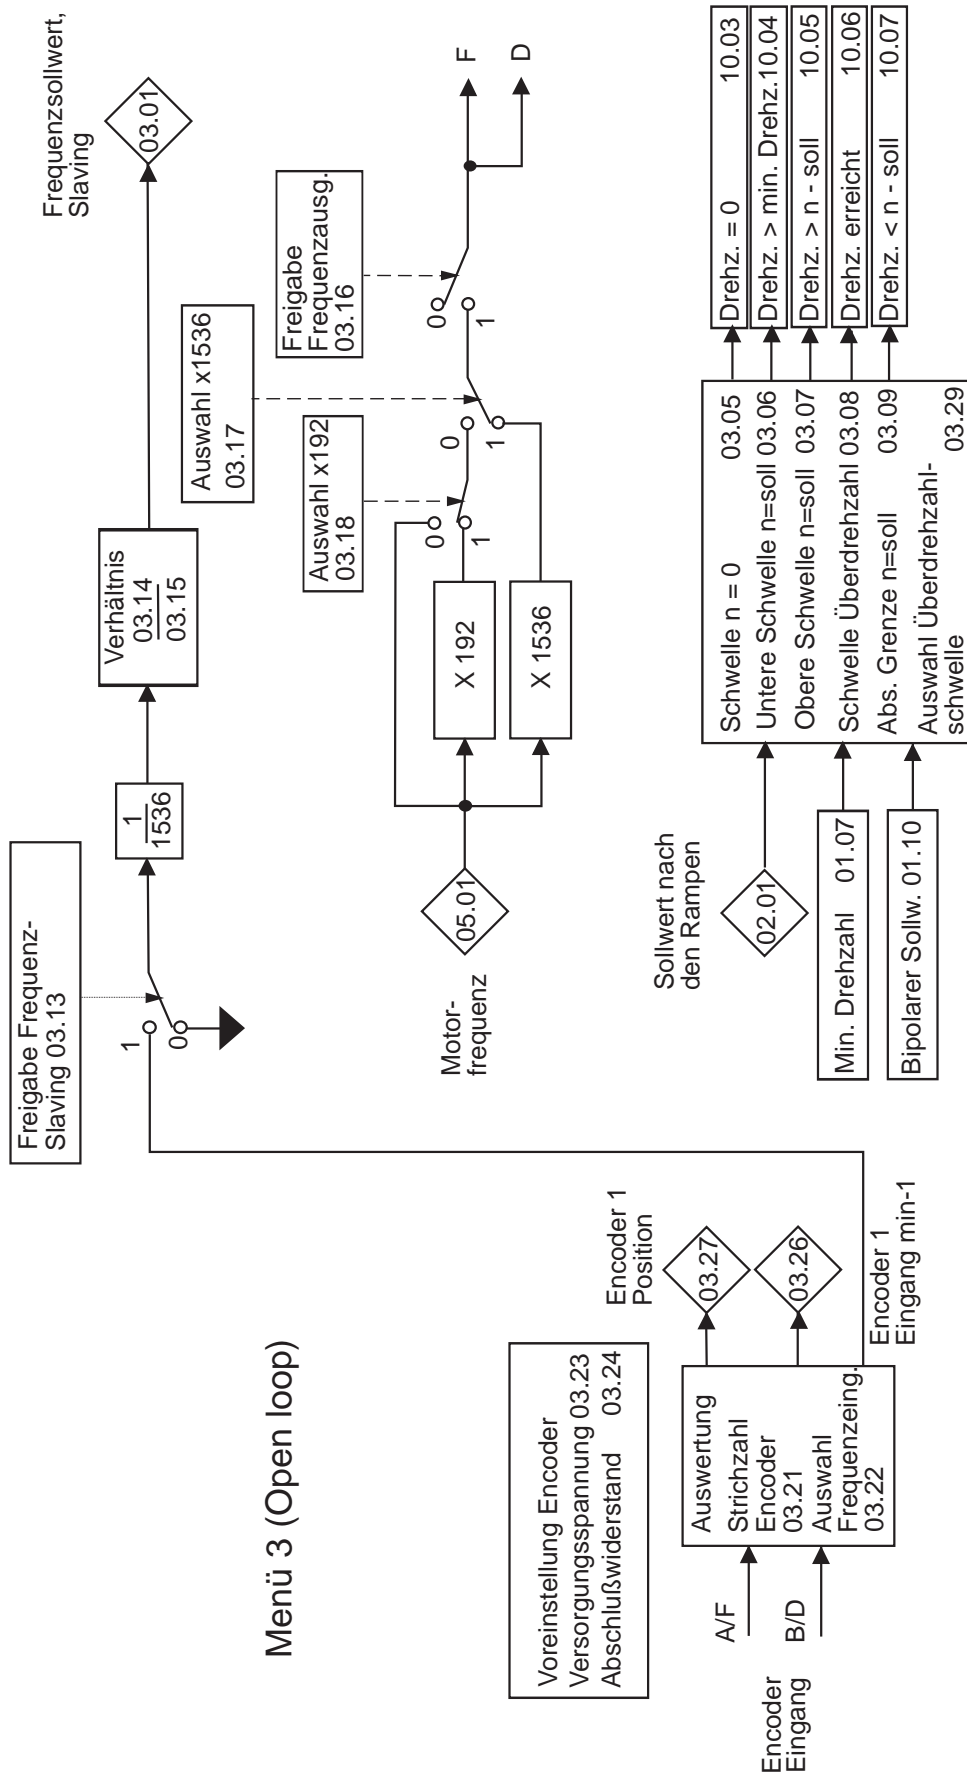 Menü 3 (Open loop)
Freigabe Frequenz-
Slaving 03.13
1
0
1
1536
Verhältnis
03.14
03.15
Frequenzsollwert,
Slaving
03.01
Auswahl x1536
03.17
Auswahl x192
03.18
Freigabe
Frequenzausg.
03.16
0
1
0
1
0
1
F
D
Motor-
frequenz
05.01
X 192
X 1536
Voreinstellung Encoder
Versorgungsspannung 03.23
Abschlußwiderstand 03.24
Encoder
Eingang
A/F
B/D
Auswertung
Strichzahl
Encoder
03.21
Auswahl
Frequenzeing.
03.22
Encoder 1
Position
03.27
03.26
Encoder 1
Eingang min-1
Sollwert nach
den Rampen
02.01
Min. Drehzahl 01.07
Bipolarer Sollw. 01.10
Schwelle n = 0 03.05
Untere Schwelle n=soll 03.06
Obere Schwelle n=soll 03.07
Schwelle Überdrehzahl 03.08
Abs. Grenze n=soll 03.09
Auswahl Überdrehzahl-
schwelle 03.29
Drehz. = 0 10.03
Drehz. > min. Drehz.10.04
Drehz. > n - soll 10.05
Drehz. erreicht 10.06
Drehz. < n - soll 10.07